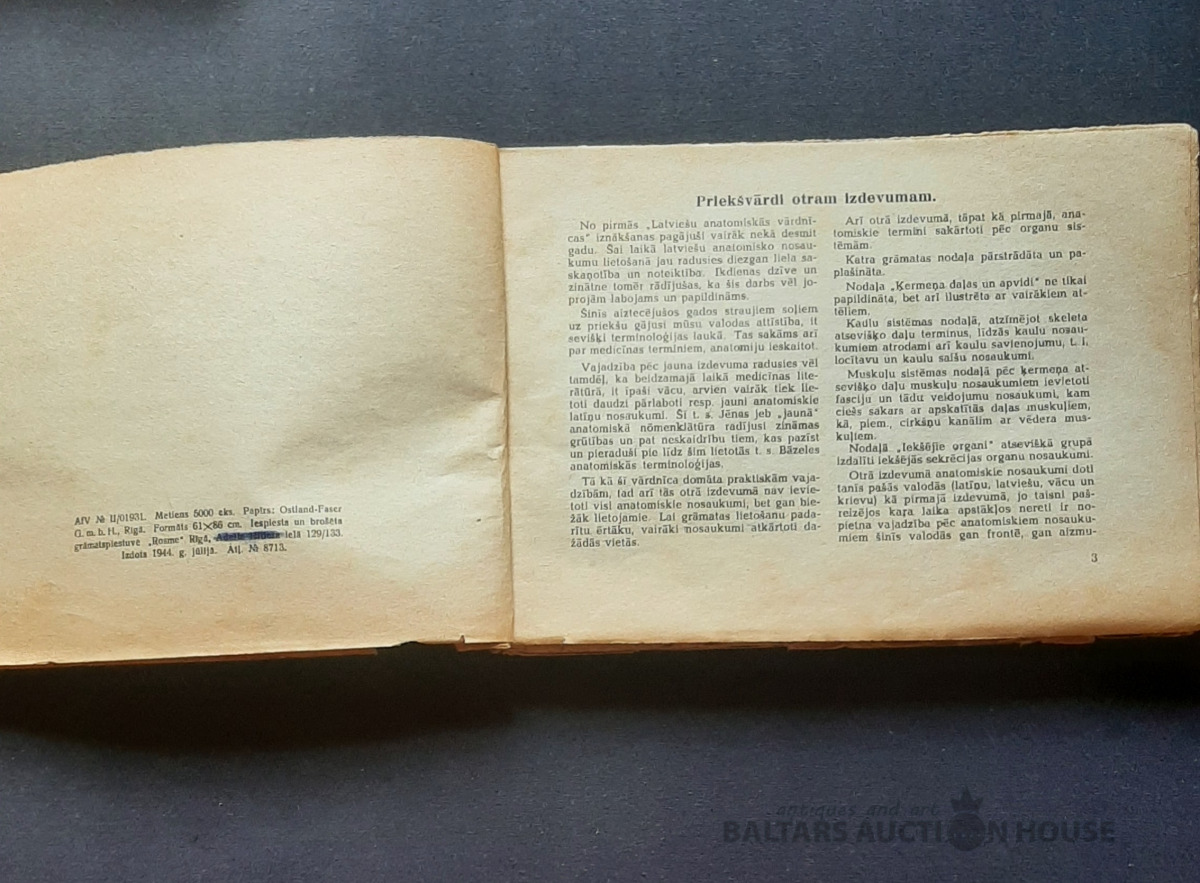 AfV № II/01931. Metiens 6000 eks. Papīrs: Ostland-Faser
G. m. b. H., Rīgā. Formāts 61×86 cm. Iespiests un brošēts
grāmatspiestuvē „Rosme” Rīgā, ielā 129/133.
Izdots 1944. g. jūlijā. Atļ. № 8713.
Priekšvārdi otram izdevumam.
No pirmās „Latviešu anatomiskās vārdnī-
cas” iznākšanas pagājuši vairāk nekā desmit
gadu. Šai laikā latviešu anatomisko nosau-
kumu lietošanā jau radusies diezgan liela sa-
skaņotība un noteiktība. Ikdienas dzīve un
zinātne tomēr rādījušas, ka šis darbs vēl jo-
projām labojams un papildināms.
Šinīs aiztecējušos gados straujiem soļiem
uz priekšu gājusi mūsu valodas attīstība, it
sevišķi terminoloģijas laukā. Tas sakāms arī
par medicīnas terminiem, anatomiju ieskaitot.
Vajadzība pēc jauna izdevuma radusies vēl
tamdēļ, ka beidzamajā laikā medicīnas lite-
rātūrā, it īpaši vācu, arvien vairāk tiek lie-
toti daudzi pārlaboti resp. jauni anatomiskie
latīņu nosaukumi. Šī t. s. Jēnas jeb „jaunā”
anatomiskā nōmenklātūra radījusi zināmas
grūtības un pat neskaidrību tiem, kas pazīst
un pieraduši pie līdz šim lietotās t. s. Bāzeles
anatomiskās terminoloģijas.
Tā kā šī vārdnīca domāta praktiskām vaja-
dzībām, tad arī tās otrā izdevumā nav ievie-
toti visi anatomiskie nosaukumi, bet gan bie-
žāk lietojamie. Lai grāmatas lietošanu pada-
rītu ērtāku, vairāki nosaukumi atkārtoti da-
žādās vietās.
Arī otrā izdevumā, tāpat kā pirmajā, ana-
tomiskie termini sakārtoti pēc organu sis-
tēmām.
Katra grāmatas nodaļa pārstrādāta un pa-
plašināta.
Nodaļa „Ķermeņa daļas un apvidi” ne tikai
papildināta, bet arī ilustrēta ar vairākiem at-
tēliem.
Kaulu sistēmas nodaļā, atzīmējot skeleta
atsevišķo daļu terminus, līdzās kaulu nosau-
kumiem atrodami arī kaulu savienojumu, t. i.
locītavu un kaulu saišu nosaukumi.
Muskuļu sistēmas nodaļā pēc ķermeņa at-
sevišķo daļu muskuļu nosaukumiem ievietoti
fasciju un tādu veidojumu nosaukumi, kam
ciešs sakars ar apskatītās daļas muskuļiem,
kā, piem., cirkšņu kanālim ar vēdera mus-
kuļiem.
Nodaļā „Iekšējie organi” atsevišķā grupā
izdalīti iekšējās sekrēcijas organu nosaukumi.
Otrā izdevumā anatomiskie nosaukumi doti
tanīs pašās valodās (latīņu, latviešu, vācu un
krievu) kā pirmajā izdevumā, jo taisni paš-
reizējos kaŗa laika apstākļos nereti ir no-
pietna vajadzība pēc anatomiskiem nosauku-
miem šinīs valodās gan frontē, gan aizmu-
3
antiques and art
BALTARS AUCTION HOUSE